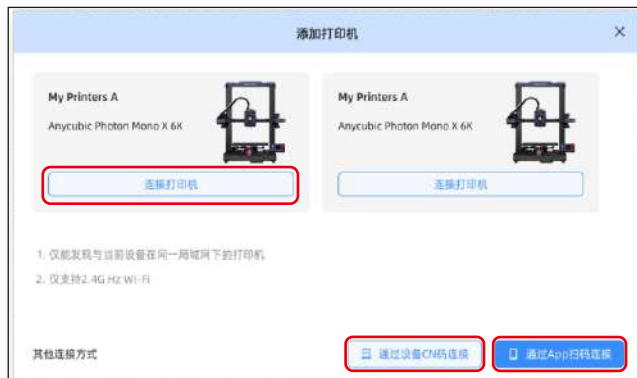 添加打印机
My Printers A
Anycubic Photon Mono X 6K
连接打印机
My Printers A
Anycubic Photon Mono X 6K
连接打印机
1. 仅能发现与当前设备在同一局域网下的打印机
2. 仅支持2.4G Hz Wi-Fi
其他连接方式
通过设备CN码连接
通过App扫码连接